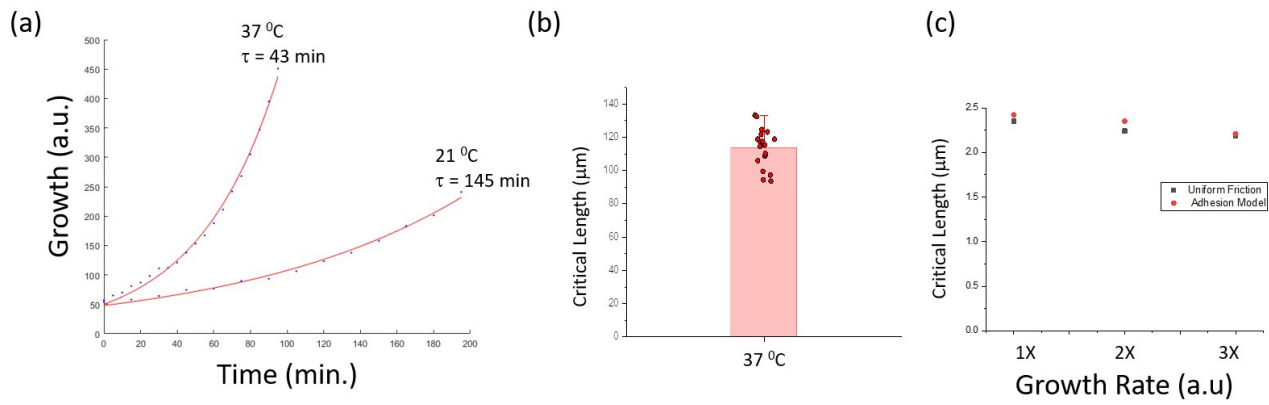 (a)
37 ⁰C
τ = 43 min
21 ⁰C
τ = 145 min
Growth (a.u.)
500
450
400
350
300
250
200
150
100
50
0
0 20 40 60 80 100 120 140 160 180 200
Time (min.)
(b)
Critical Length (μm)
140
120
100
80
60
40
20
0
37 ⁰C
(c)
Critical Length (μm)
2.5
2.0
1.5
1.0
0.5
0.0
Uniform Friction
Adhesion Model
1X 2X 3X
Growth Rate (a.u)